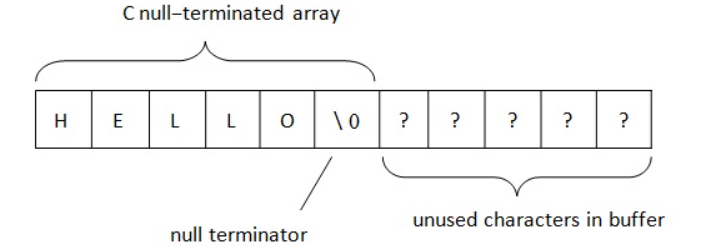 C null-terminated array
H E L L O \0 ? ? ? ? ?
null terminator
unused characters in buffer